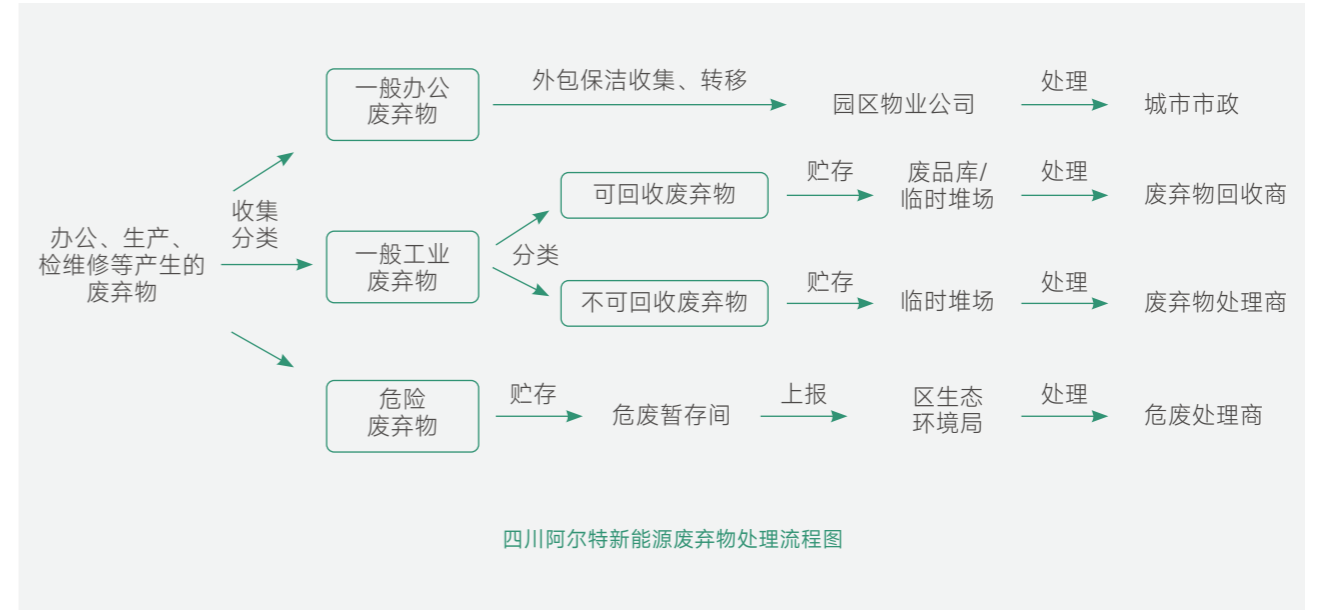 一般办公
废弃物
外包保洁收集、转移
园区物业公司
处理
城市市政
办公、生产、
检维修等产生的
废弃物
收集
分类
一般工业
废弃物
分类
可回收废弃物
贮存
废品库/
临时堆场
处理
废弃物回收商
不可回收废弃物
贮存
临时堆场
处理
废弃物处理商
危险
废弃物
贮存
危废暂存间
上报
区生态
环境局
处理
危废处理商
四川阿尔特新能源废弃物处理流程图